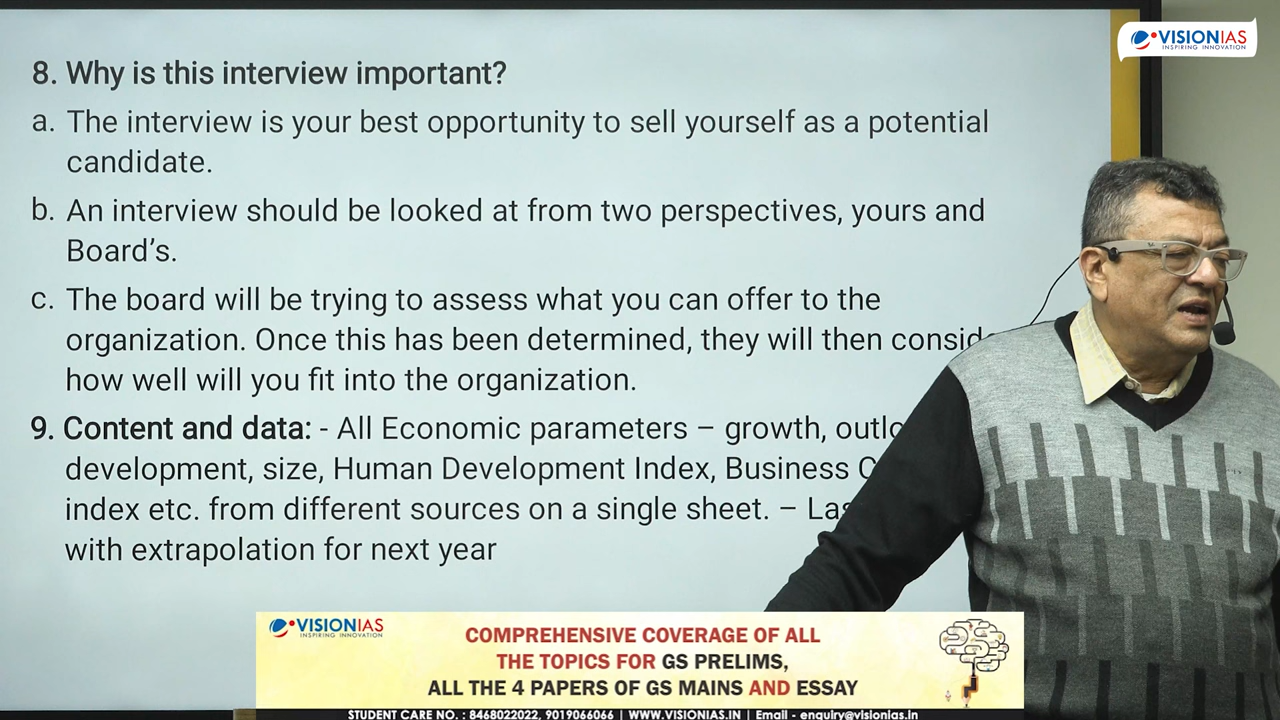 VISIONIAS
INSPIRING INNOVATION
8. Why is this interview important?
a. The interview is your best opportunity to sell yourself as a potential
candidate.
b. An interview should be looked at from two perspectives, yours and
Board's.
c. The board will be trying to assess what you can offer to the
organization. Once this has been determined, they will then
how well will you fit into the organization.
9. Content and data: - All Economic parameters – growth,
development, size, Human Development Index, Business
index etc. from different sources on a single sheet. –
with extrapolation for next year
VISIONIAS
INSPIRING INNOVATION
COMPREHENSIVE COVERAGE OF ALL
THE TOPICS FOR GS PRELIMS,
ALL THE 4 PAPERS OF GS MAINS AND ESSAY
STUDENT CARE NO. : 8468022022, 9019066066 | WWW.VISIONIAS.IN | Email - enquiry@visionias.in